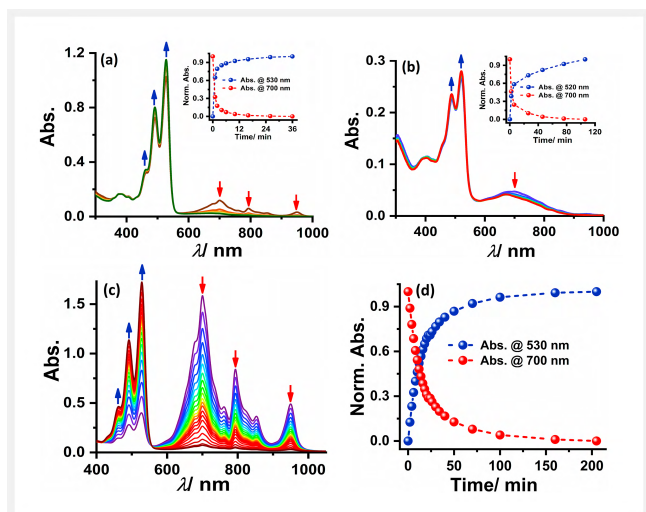 (a)
1.2
0.8
0.4
0.0
Abs.
400 600 800 1000
λ/ nm
Norm. Abs.
1.0
0.6
0.3
0.0
Abs. @ 530 nm
Abs. @ 700 nm
0 12 24 36
Time/ min
(b)
0.3
0.2
0.1
0.0
Abs.
400 600 800 1000
λ/ nm
Norm. Abs.
0.9
0.6
0.3
0.0
Abs. @ 520 nm
Abs. @ 700 nm
0 40 80 120
Time/ min
(c)
1.5
1.0
0.5
0.0
Abs.
400 600 800 1000
λ/ nm
(d)
0.9
0.6
0.3
0.0
Norm. Abs.
Abs. @ 530 nm
Abs. @ 700 nm
0 50 100 150 200
Time/ min